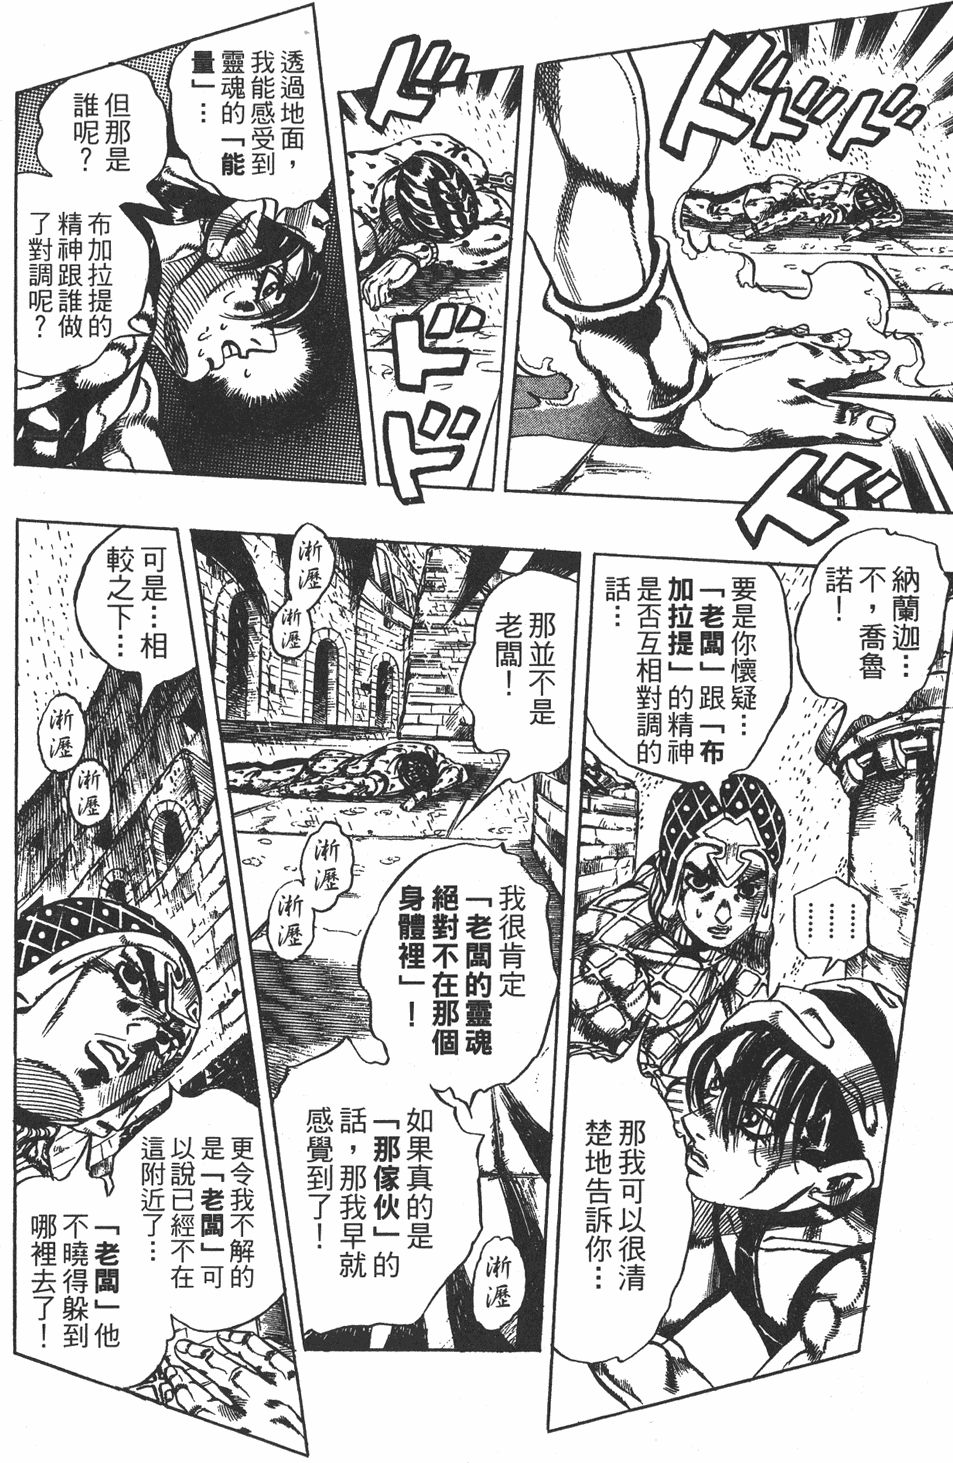 ドドドド
ドド
ドドド
透過地面，
我能感受到
靈魂的「能
量」…
但那是
誰呢？
布加拉提的
精神跟誰做
了對調呢？
納蘭迦…
不，喬魯
諾！
要是你懷疑…
「老闆」跟「布
加拉提」的精神
是否互相對調的
話…
…………
…………
那我可以很清
楚地告訴你…
那並不是
老闆！
我很肯定
「老闆的靈魂
絕對不在那個
身體裡」！
如果真的是
「那傢伙」的
話，那我早就
感覺到了！
漸瀝
漸瀝
漸瀝
漸瀝
漸瀝
可是…相
較之下…
漸瀝
漸瀝
更令我不解的
是「老闆」可
以說已經不在
這附近了…
「老闆」他
不曉得躲到
哪裡去了！